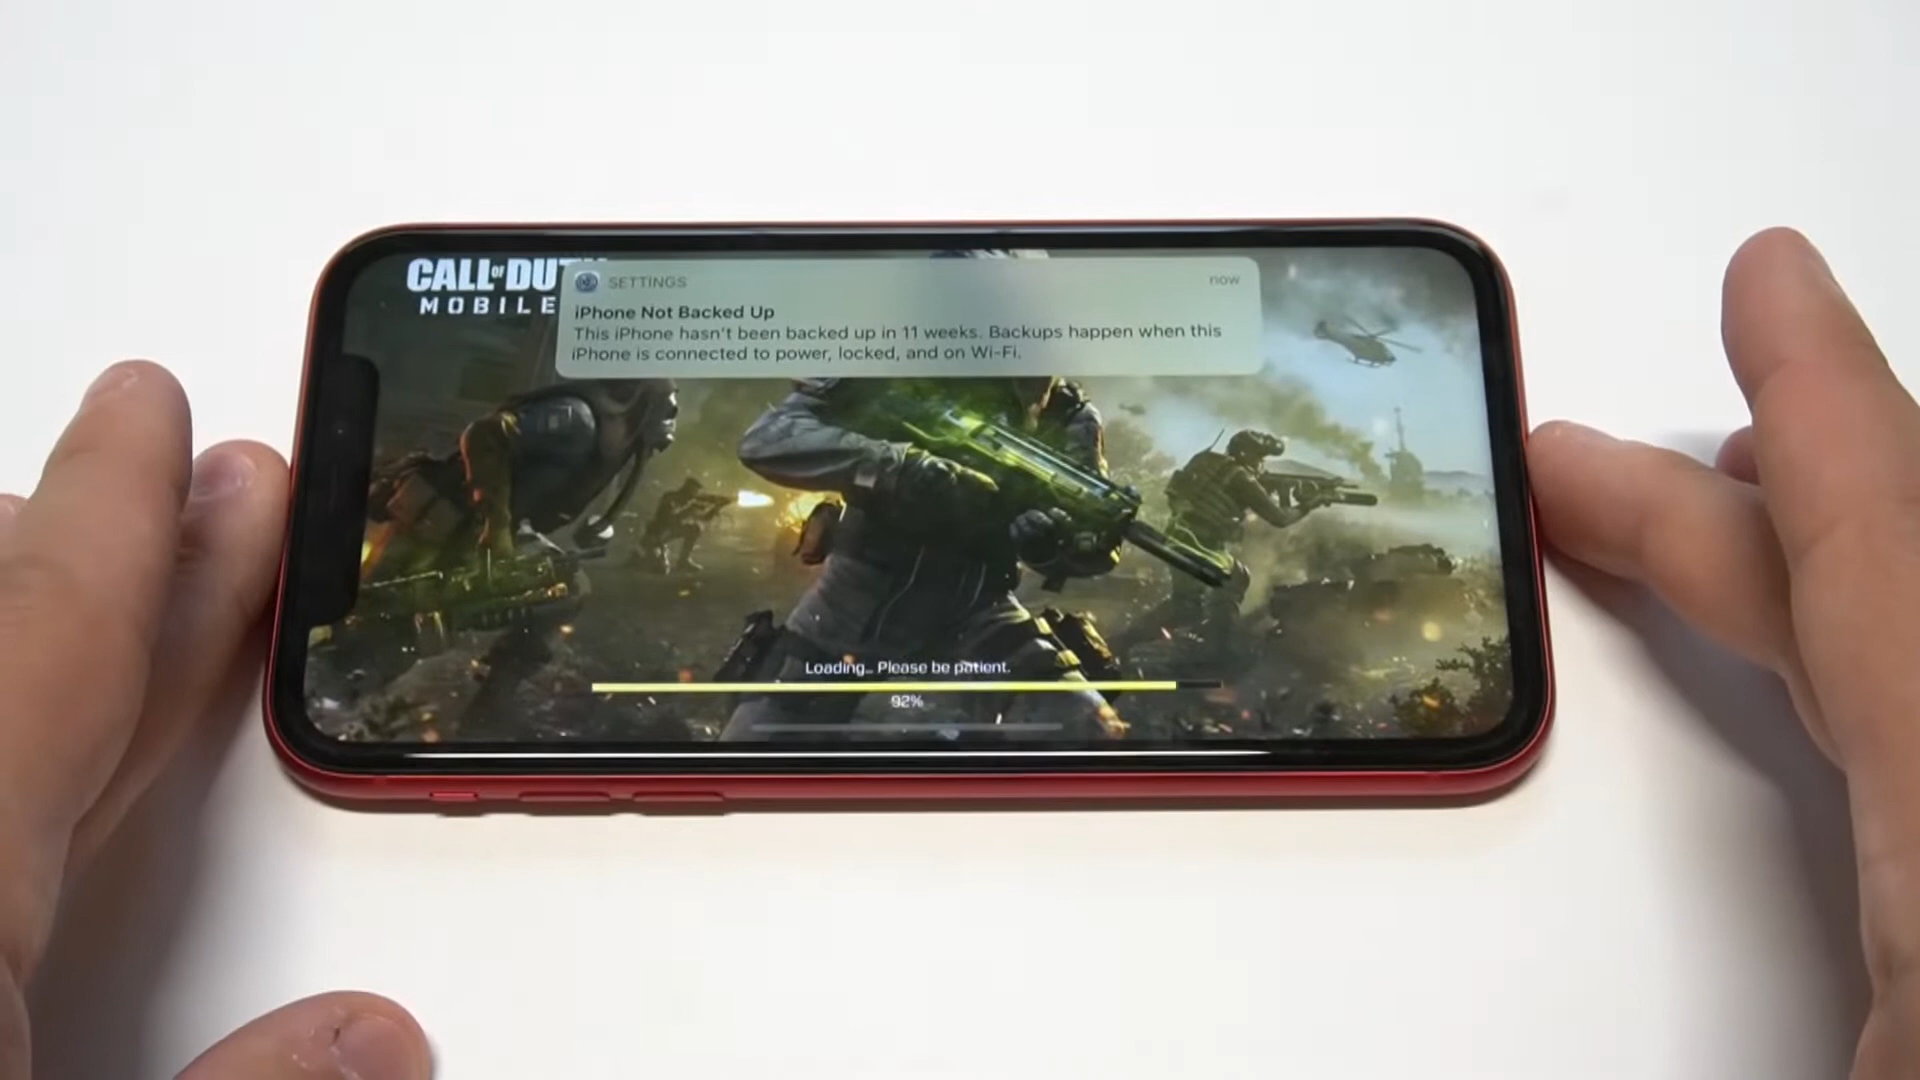 CALL OF DU
MOBILE
SETTINGS
now
iPhone Not Backed Up
This iPhone hasn't been backed up in 11 weeks. Backups happen when this
iPhone is connected to power, locked, and on Wi-Fi.
Loading.. Please be patient.
92%